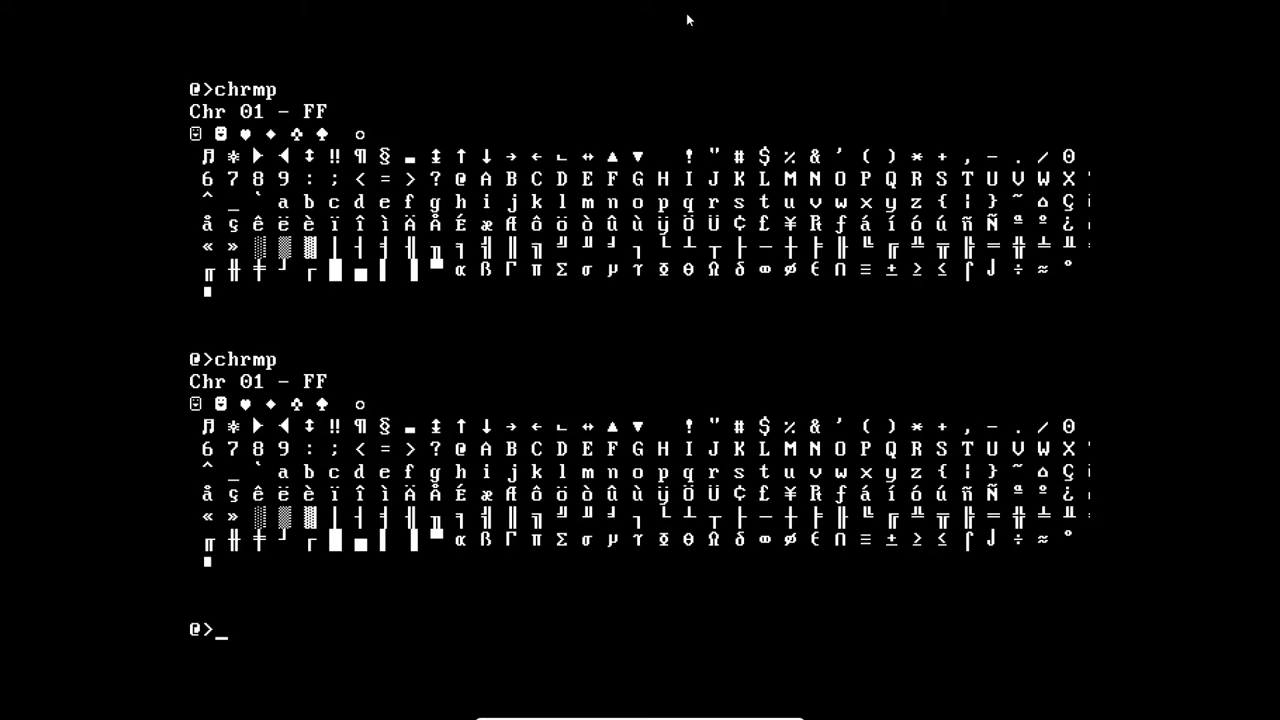 @>chrmp
Chr 01 - FF
☺ ☻ ♥ ♦ ♣ ♠ ○
♫ ☼ ► ◄ ↕ ‼ ¶ § ▬ ↨ ↑ ↓ → ← ∟ ↔ ▲ ▼ ! " # $ % & ' ( ) * + , - . / 0
6 7 8 9 : ; < = > ? @ A B C D E F G H I J K L M N O P Q R S T U V W X
^ _ ` a b c d e f g h i j k l m n o p q r s t u v w x y z { ¦ } ~ ⌂ Ç
å ç ê ë è ï î ì Ä Å É æ Æ ô ö ò û ù ÿ Ö Ü ¢ £ ¥ ₧ ƒ á í ó ú ñ Ñ ª º ¿
« » ░ ▒ ▓ │ ┤ ╡ ╢ ╖ ╕ ╣ ║ ╗ ╝ ╜ ╛ ┐ └ ┴ ┬ ├ ─ ┼ ╞ ╟ ╚ ╔ ╩ ╦ ╠ ═ ╬ ╧ ╨
╓ ╫ ╪ ┘ ┌ █ ▄ ▌ ▐ ▀ α ß Γ π Σ σ µ τ Φ Θ Ω δ ∞ ø ∈ ∩ ≡ ± ≥ ≤ ⌠ ⌡ ÷ ≈ °
■
@>chrmp
Chr 01 - FF
☺ ☻ ♥ ♦ ♣ ♠ ○
♫ ☼ ► ◄ ↕ ‼ ¶ § ▬ ↨ ↑ ↓ → ← ∟ ↔ ▲ ▼ ! " # $ % & ' ( ) * + , - . / 0
6 7 8 9 : ; < = > ? @ A B C D E F G H I J K L M N O P Q R S T U V W X
^ _ ` a b c d e f g h i j k l m n o p q r s t u v w x y z { ¦ } ~ ⌂ Ç
å ç ê ë è ï î ì Ä Å É æ Æ ô ö ò û ù ÿ Ö Ü ¢ £ ¥ ₧ ƒ á í ó ú ñ Ñ ª º ¿
« » ░ ▒ ▓ │ ┤ ╡ ╢ ╖ ╕ ╣ ║ ╗ ╝ ╜ ╛ ┐ └ ┴ ┬ ├ ─ ┼ ╞ ╟ ╚ ╔ ╩ ╦ ╠ ═ ╬ ╧ ╨
╓ ╫ ╪ ┘ ┌ █ ▄ ▌ ▐ ▀ α ß Γ π Σ σ µ τ Φ Θ Ω δ ∞ ø ∈ ∩ ≡ ± ≥ ≤ ⌠ ⌡ ÷ ≈ °
■
@>_